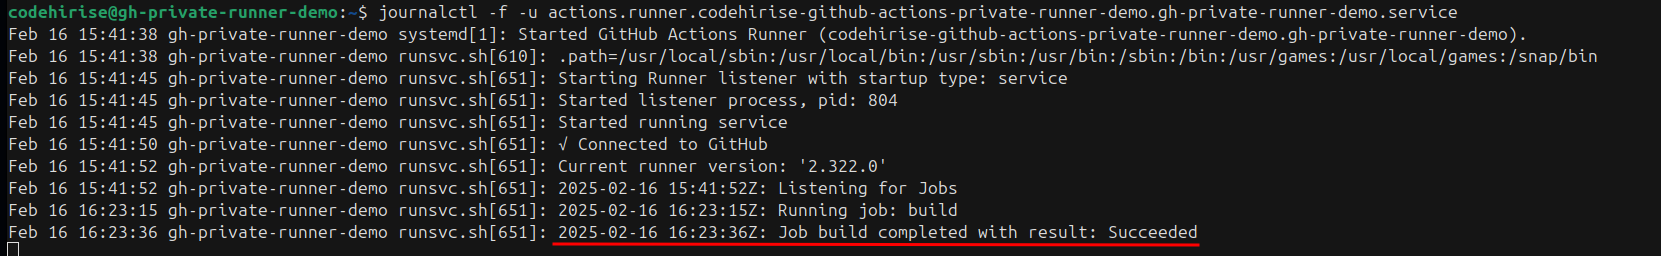 codehirise@gh-private-runner-demo:~$ journalctl -f -u actions.runner.codehirise-github-actions-private-runner-demo.gh-private-runner-demo.service
Feb 16 15:41:38 gh-private-runner-demo systemd[1]: Started GitHub Actions Runner (codehirise-github-actions-private-runner-demo.gh-private-runner-demo).
Feb 16 15:41:38 gh-private-runner-demo runsvc.sh[610]: .path=/usr/local/sbin:/usr/local/bin:/usr/sbin:/usr/bin:/sbin:/bin:/usr/games:/usr/local/games:/snap/bin
Feb 16 15:41:45 gh-private-runner-demo runsvc.sh[651]: Starting Runner listener with startup type: service
Feb 16 15:41:45 gh-private-runner-demo runsvc.sh[651]: Started listener process, pid: 804
Feb 16 15:41:45 gh-private-runner-demo runsvc.sh[651]: Started running service
Feb 16 15:41:50 gh-private-runner-demo runsvc.sh[651]: √ Connected to GitHub
Feb 16 15:41:52 gh-private-runner-demo runsvc.sh[651]: Current runner version: '2.322.0'
Feb 16 15:41:52 gh-private-runner-demo runsvc.sh[651]: 2025-02-16 15:41:52Z: Listening for Jobs
Feb 16 16:23:15 gh-private-runner-demo runsvc.sh[651]: 2025-02-16 16:23:15Z: Running job: build
Feb 16 16:23:36 gh-private-runner-demo runsvc.sh[651]: 2025-02-16 16:23:36Z: Job build completed with result: Succeeded